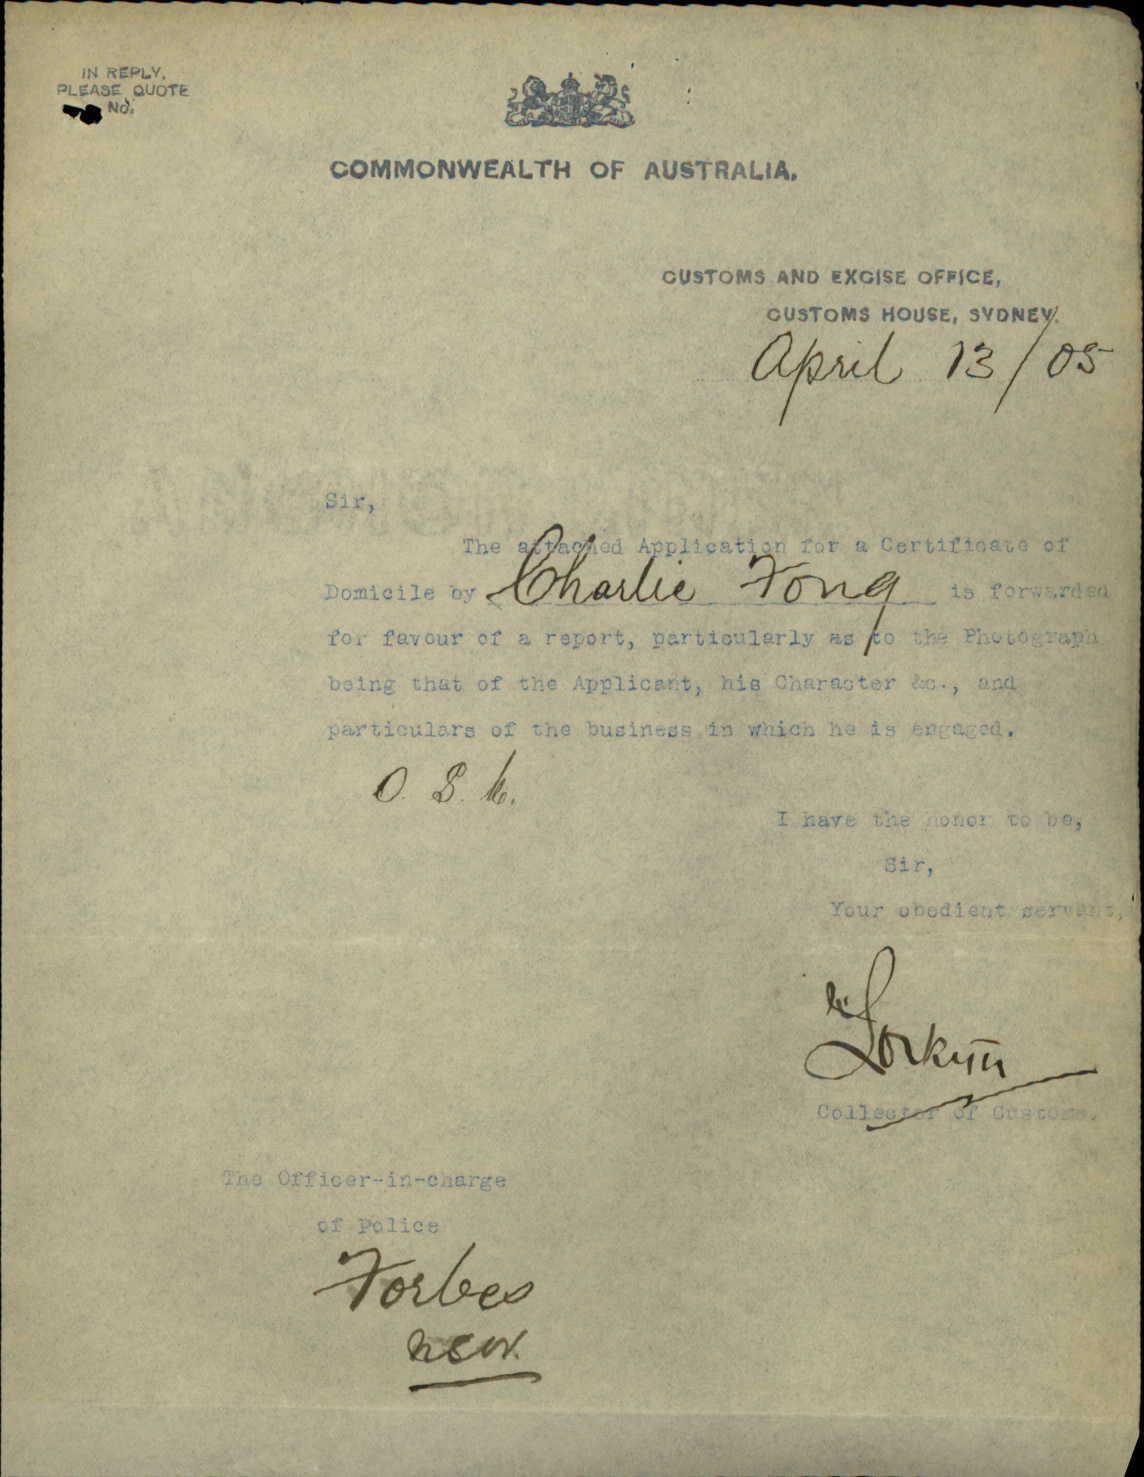 IN REPLY,
PLEASE QUOTE
No.
COMMONWEALTH OF AUSTRALIA.
CUSTOMS AND EXCISE OFFICE,
CUSTOMS HOUSE, SYDNEY.
April 13/05
Sir,
The attached Application for a Certificate of
Domicile by Charlie Fong is forwarded
for favour of a report, particularly as to the Photograph
being that of the Applicant, his Character &c., and
particulars of the business in which he is engaged.
I have the honor to be,
Sir,
Your obedient servant,
Collector of Customs.
The Officer-in-charge
of Police
Forbes
NSW.